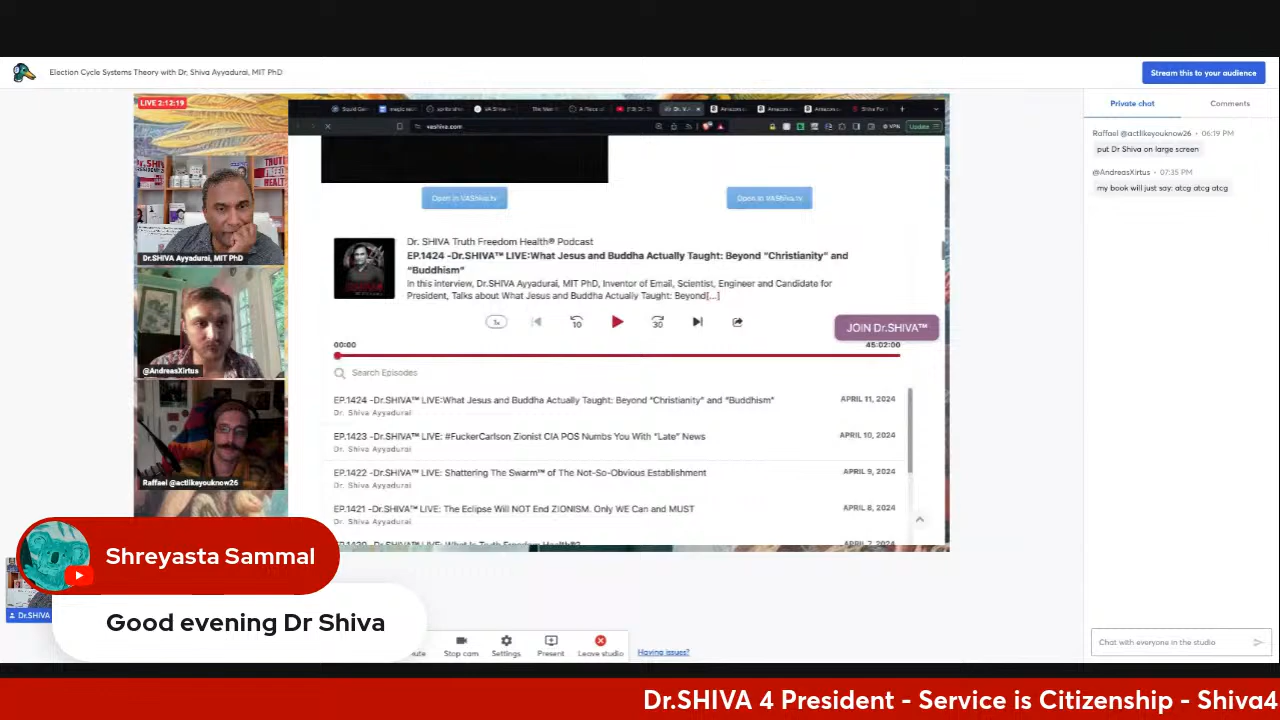 Election Cycle Systems Theory with Dr, Shiva Ayyadurai, MIT PhD
Stream this to your audience
Private chat
Comments
Raffael @actlikeyouknow26 • 06:19 PM
put Dr Shiva on large screen
@AndreasXirtus • 07:35 PM
my book will just say: atcg atcg atcg
LIVE 2:12:19
vashiva.com
VPN
Update
Open in VAShiva.tv
Open in VAShiva.tv
Dr.SHIVA Ayyadurai, MIT PhD
@AndreasXirtus
Raffael @actlikeyouknow26
Dr. SHIVA Truth Freedom Health® Podcast
EP.1424 -Dr.SHIVA™ LIVE:What Jesus and Buddha Actually Taught: Beyond "Christianity" and
"Buddhism"
In this interview, Dr.SHIVA Ayyadurai, MIT PhD, Inventor of Email, Scientist, Engineer and Candidate for
President, Talks about What Jesus and Buddha Actually Taught: Beyond[...]
1x
10
30
JOIN Dr.SHIVA™
00:00
45:02:00
Search Episodes
EP.1424 -Dr.SHIVA™ LIVE:What Jesus and Buddha Actually Taught: Beyond "Christianity" and "Buddhism"
APRIL 11, 2024
Dr. Shiva Ayyadurai
EP.1423 -Dr.SHIVA™ LIVE: #FuckerCarlson Zionist CIA POS Numbs You With "Late" News
APRIL 10, 2024
Dr. Shiva Ayyadurai
EP.1422 -Dr.SHIVA™ LIVE: Shattering The Swarm™ of The Not-So-Obvious Establishment
APRIL 9, 2024
Dr. Shiva Ayyadurai
EP.1421 -Dr.SHIVA™ LIVE: The Eclipse Will NOT End ZIONISM. Only WE Can and MUST
APRIL 8, 2024
Dr. Shiva Ayyadurai
Shreyasta Sammal
Good evening Dr Shiva
Dr.SHIVA
Stop cam
Settings
Present
Leave studio
Having issues?
Chat with everyone in the studio
Dr.SHIVA 4 President - Service is Citizenship - Shiva4